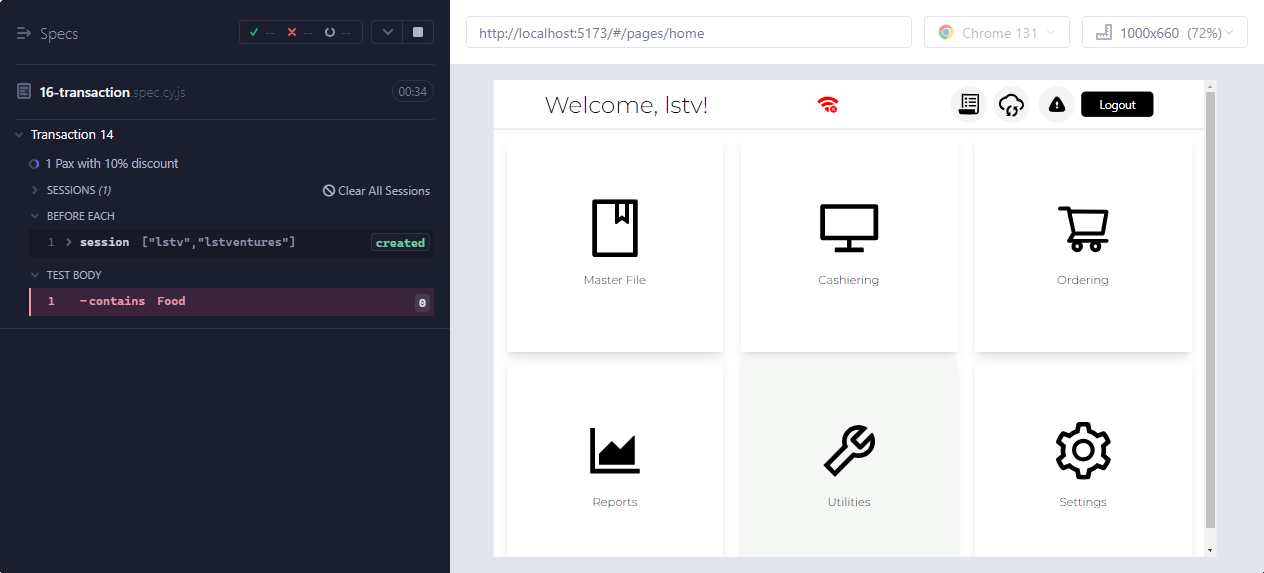 Specs
-- -- --
16-transaction.spec.cy.js 00:34
Transaction 14
1 Pax with 10% discount
SESSIONS (1) Clear All Sessions
BEFORE EACH
1 session ["lstv","lstventures"] created
TEST BODY
1 -contains Food 0
http://localhost:5173/#/pages/home
Chrome 131
1000x660 (72%)
Welcome, lstv!
Logout
Master File
Cashiering
Ordering
Reports
Utilities
Settings